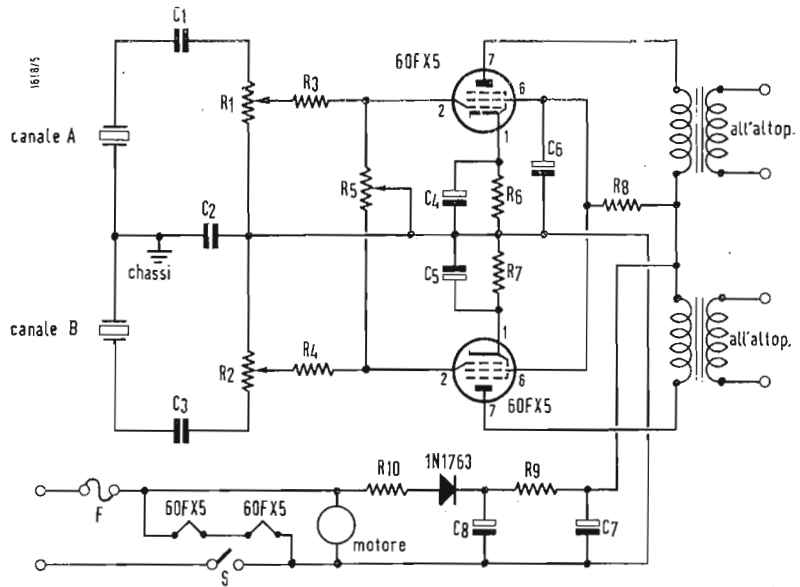 C1
1618/5
7
60FX5
R3
6
R1
2
canale A
1
all'altop.
C6
R5
R6
R8
C4
C2
chassi
C5
R7
canale B
1
R4
all'altop.
R2
2
6
7
60FX5
C3
1N1763
R10
R9
60FX5
60FX5
F
C8
C7
motore
S